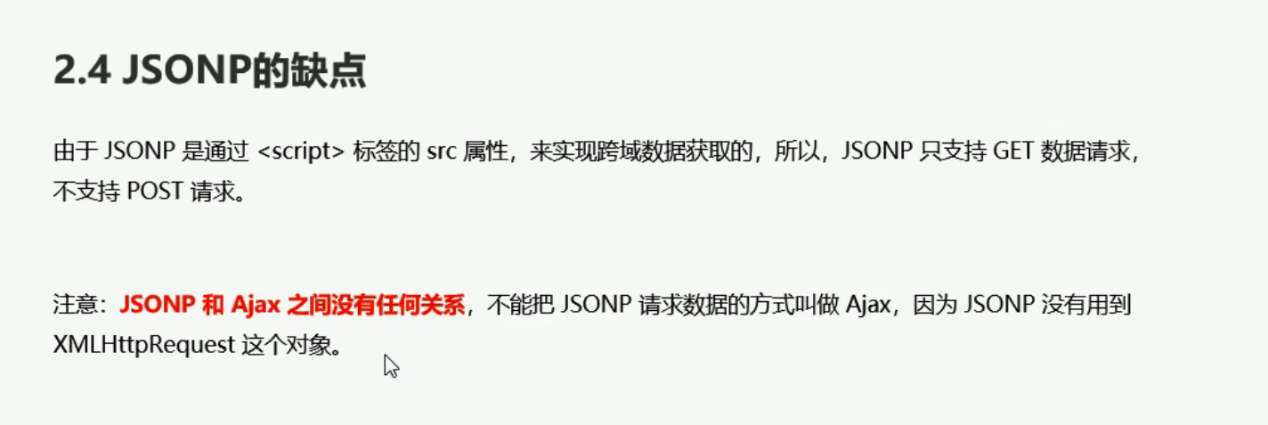 2.4 JSONP的缺点
由于 JSONP 是通过 <script> 标签的 src 属性，来实现跨域数据获取的，所以，JSONP 只支持 GET 数据请求，
不支持 POST 请求。
注意：JSONP 和 Ajax 之间没有任何关系，不能把 JSONP 请求数据的方式叫做 Ajax，因为 JSONP 没有用到
XMLHttpRequest 这个对象。